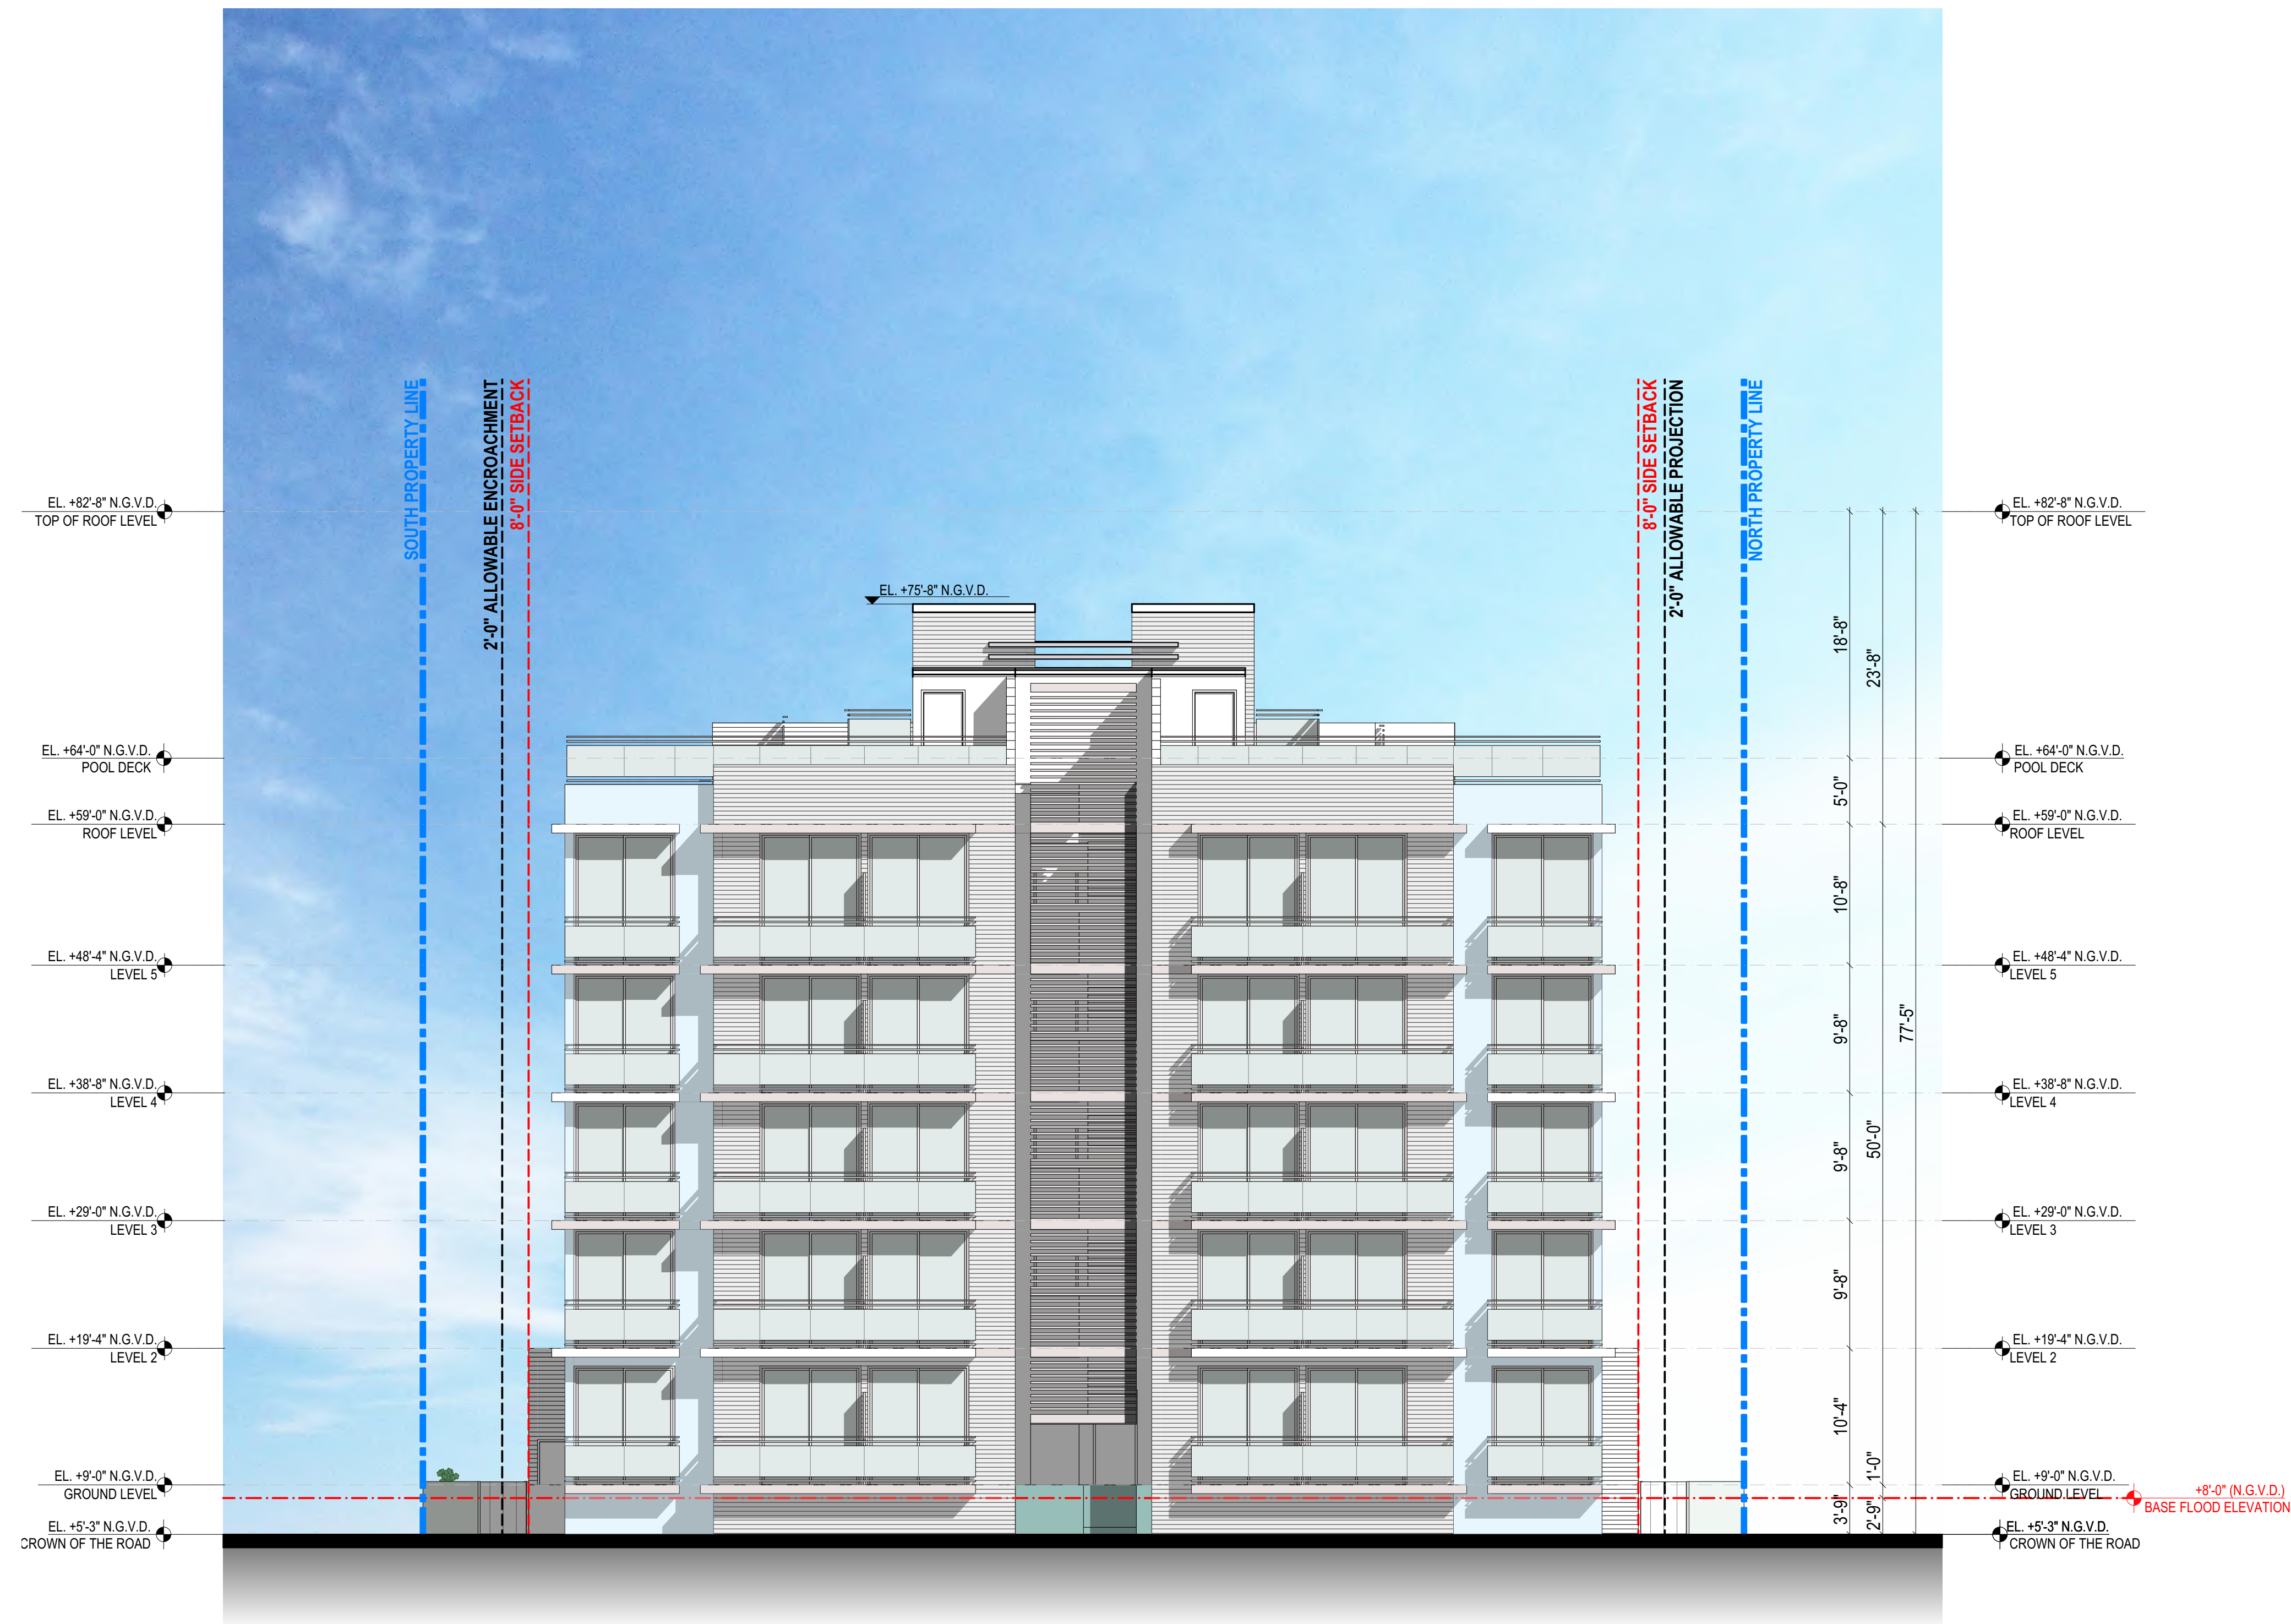 SOUTH PROPERTY LINE
2'-0" ALLOWABLE ENCROACHMENT
8'-0" SIDE SETBACK
8'-0" SIDE SETBACK
2'-0" ALLOWABLE PROJECTION
NORTH PROPERTY LINE
EL. +82'-8" N.G.V.D.
TOP OF ROOF LEVEL
EL. +64'-0" N.G.V.D.
POOL DECK
EL. +59'-0" N.G.V.D.
ROOF LEVEL
EL. +48'-4" N.G.V.D.
LEVEL 5
EL. +38'-8" N.G.V.D.
LEVEL 4
EL. +29'-0" N.G.V.D.
LEVEL 3
EL. +19'-4" N.G.V.D.
LEVEL 2
EL. +9'-0" N.G.V.D.
GROUND LEVEL
EL. +5'-3" N.G.V.D.
CROWN OF THE ROAD
EL. +75'-8" N.G.V.D.
18'-8"
5'-0"
10'-8"
9'-8"
9'-8"
9'-8"
10'-4"
3'-9"
23'-8"
50'-0"
1'-0"
2'-9"
77'-5"
EL. +82'-8" N.G.V.D.
TOP OF ROOF LEVEL
EL. +64'-0" N.G.V.D.
POOL DECK
EL. +59'-0" N.G.V.D.
ROOF LEVEL
EL. +48'-4" N.G.V.D.
LEVEL 5
EL. +38'-8" N.G.V.D.
LEVEL 4
EL. +29'-0" N.G.V.D.
LEVEL 3
EL. +19'-4" N.G.V.D.
LEVEL 2
EL. +9'-0" N.G.V.D.
GROUND LEVEL
+8'-0" (N.G.V.D.)
BASE FLOOD ELEVATION
EL. +5'-3" N.G.V.D.
CROWN OF THE ROAD